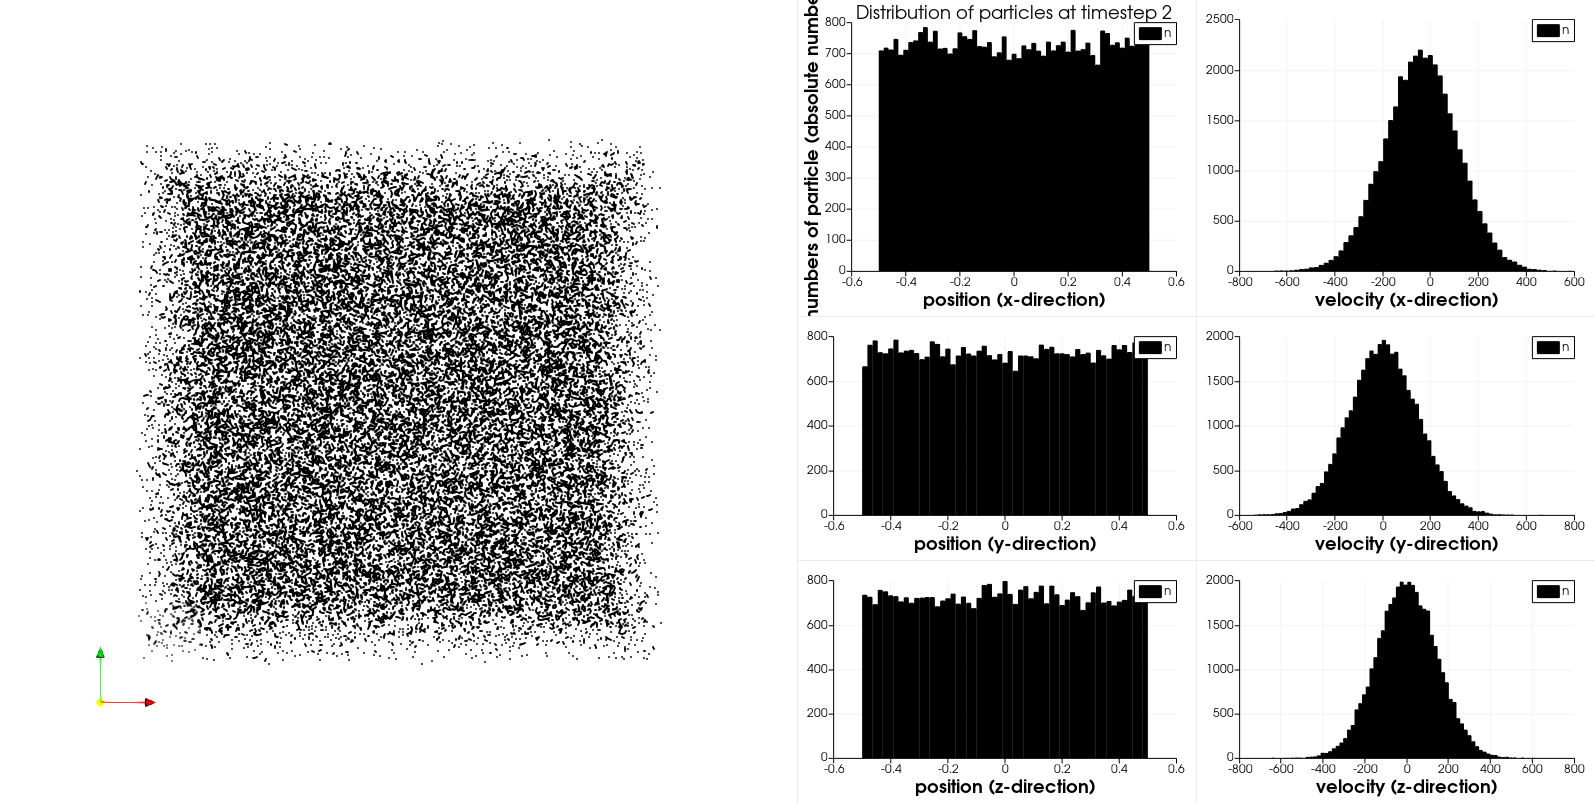 Distribution of particles at timestep 2
numbers of particle (absolute numbe
800
700
600
500
400
300
200
100
0
n
-0.6 -0.4 -0.2 0 0.2 0.4 0.6
position (x-direction)
2500
2000
1500
1000
500
0
n
-800 -600 -400 -200 0 200 400 600
velocity (x-direction)
800
600
400
200
0
n
-0.6 -0.4 -0.2 0 0.2 0.4 0.6
position (y-direction)
2000
1500
1000
500
0
n
-600 -400 -200 0 200 400 600 800
velocity (y-direction)
800
600
400
200
0
n
-0.6 -0.4 -0.2 0 0.2 0.4 0.6
position (z-direction)
2000
1500
1000
500
0
n
-800 -600 -400 -200 0 200 400 600 800
velocity (z-direction)